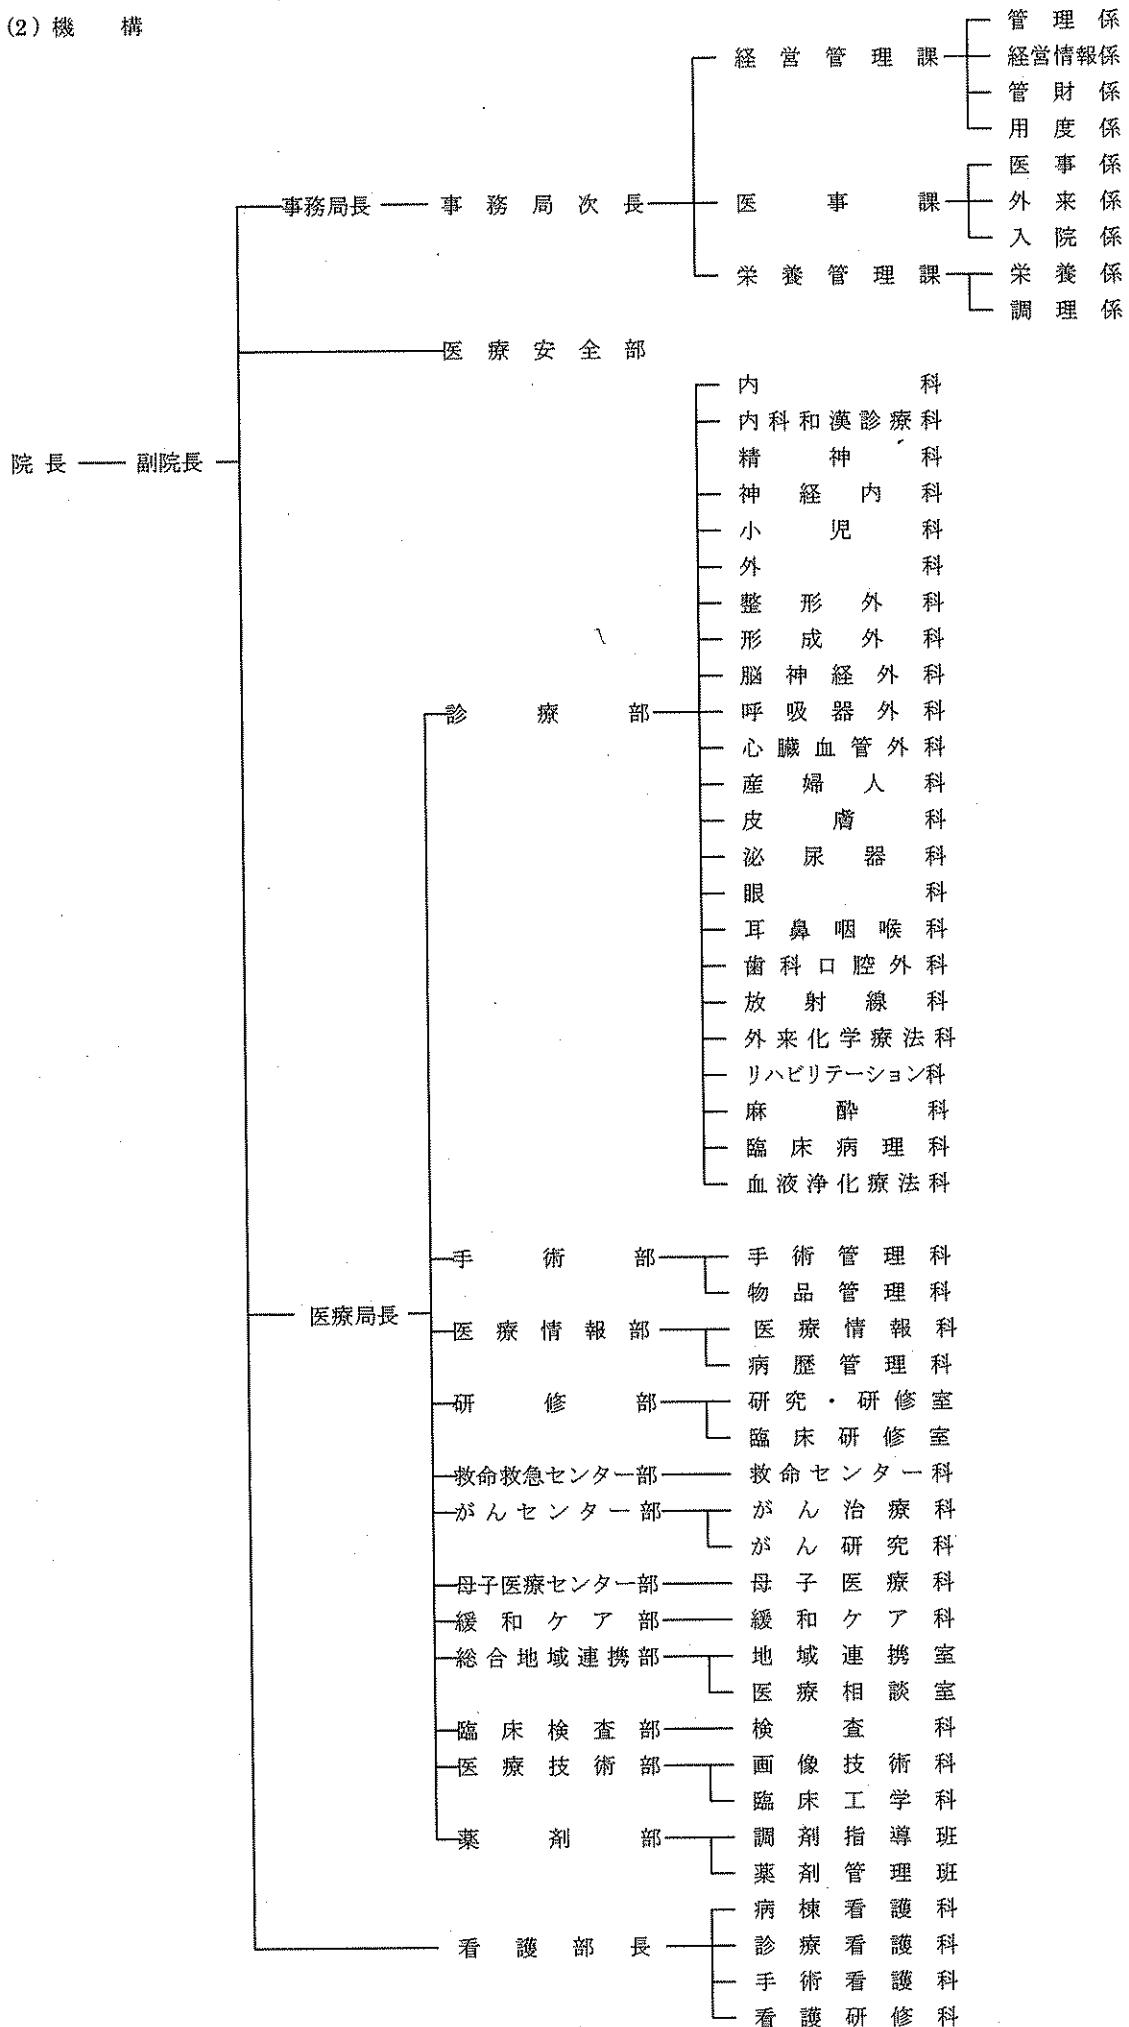 (2) 機 構
管理係
経営管理課 経営情報係
管財係
用度係
医事係
事務局長 事務局次長 医事課 外来係
入院係
栄養管理課 栄養係
調理係
医療安全部
内科
内科和漢診療科
院長 副院長 精神科
神経内科
小児科
外科
整形外科
形成外科
脳神経外科
診療部 呼吸器外科
心臓血管外科
産婦人科
皮膚科
泌尿器科
眼科
耳鼻咽喉科
歯科口腔外科
放射線科
外来化学療法科
リハビリテーション科
麻酔科
臨床病理科
血液浄化療法科
手術部 手術管理科
物品管理科
医療局長
医療情報部 医療情報科
病歴管理科
研修部 研究・研修室
臨床研修室
救命救急センター部 救命センター科
がんセンター部 がん治療科
がん研究科
母子医療センター部 母子医療科
緩和ケア部 緩和ケア科
総合地域連携部 地域連携室
医療相談室
臨床検査部 検査科
医療技術部 画像技術科
臨床工学科
薬剤部 調剤指導班
薬剤管理班
病棟看護科
看護部長 診療看護科
手術看護科
看護研修科